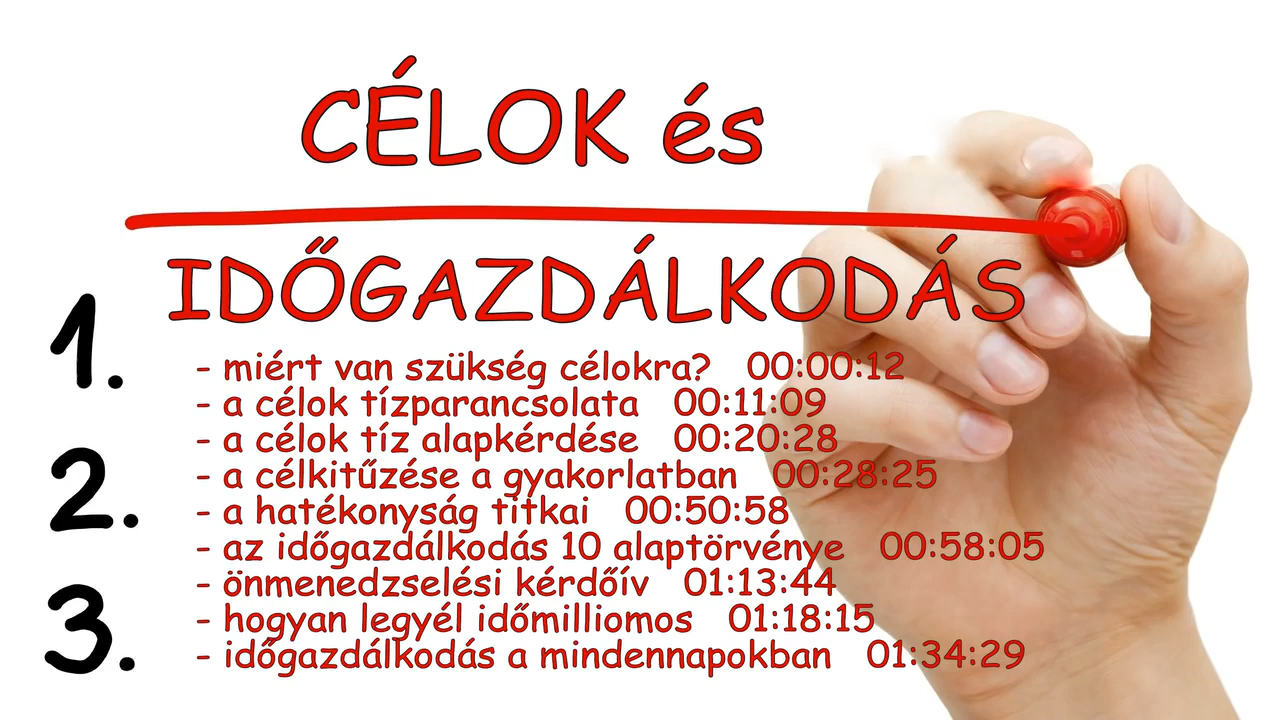 CÉLOK és
IDŐGAZDÁLKODÁS
1.
- miért van szükség célokra? 00:00:12
- a célok tízparancsolata 00:11:09
- a célok tíz alapkérdése 00:20:28
2.
- a célkitűzése a gyakorlatban 00:28:25
- a hatékonyság titkai 00:50:58
- az időgazdálkodás 10 alaptörvénye 00:58:05
3.
- önmenedzselési kérdőív 01:13:44
- hogyan legyél időmilliomos 01:18:15
- időgazdálkodás a mindennapokban 01:34:29